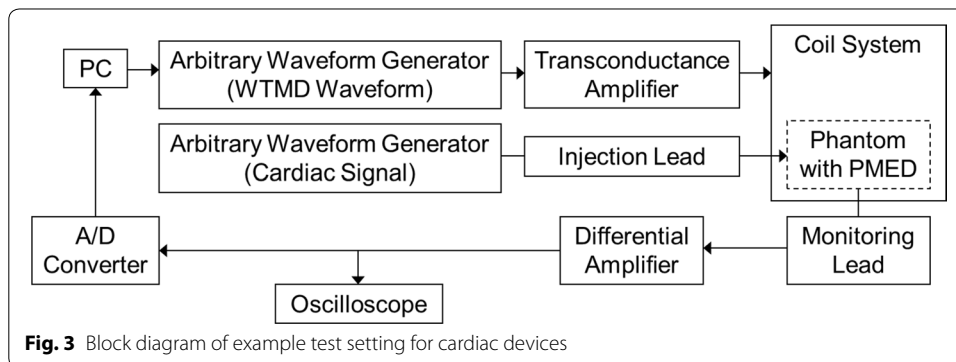 PC
Arbitrary Waveform Generator
(WTMD Waveform)
Transconductance
Amplifier
Coil System
Arbitrary Waveform Generator
(Cardiac Signal)
Injection Lead
Phantom
with PMED
A/D
Converter
Differential
Amplifier
Monitoring
Lead
Oscilloscope
Fig. 3 Block diagram of example test setting for cardiac devices